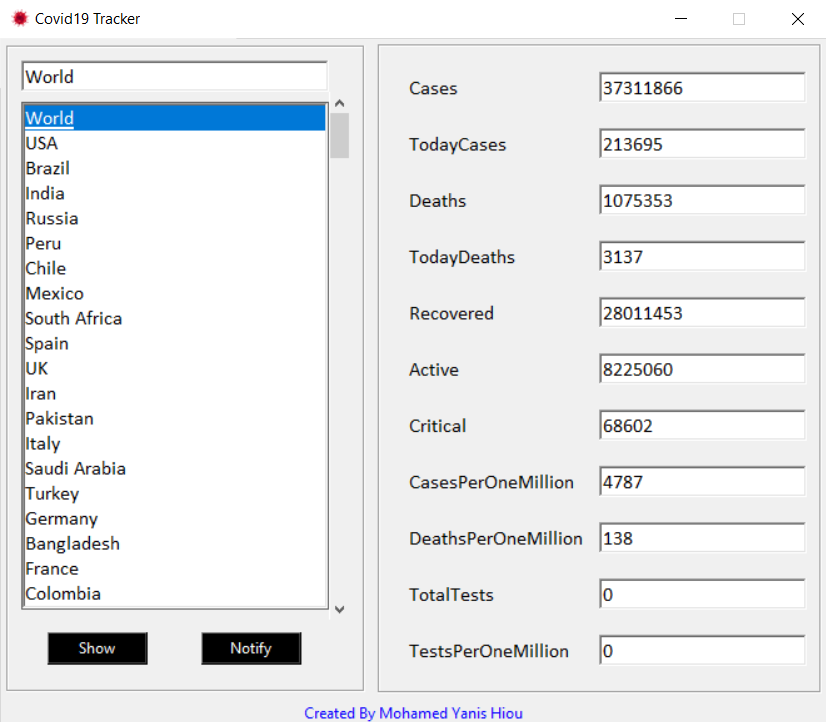 Covid19 Tracker
World
World
USA
Brazil
India
Russia
Peru
Chile
Mexico
South Africa
Spain
UK
Iran
Pakistan
Italy
Saudi Arabia
Turkey
Germany
Bangladesh
France
Colombia
Show Notify
Cases 37311866
TodayCases 213695
Deaths 1075353
TodayDeaths 3137
Recovered 28011453
Active 8225060
Critical 68602
CasesPerOneMillion 4787
DeathsPerOneMillion 138
TotalTests 0
TestsPerOneMillion 0
Created By Mohamed Yanis Hiou